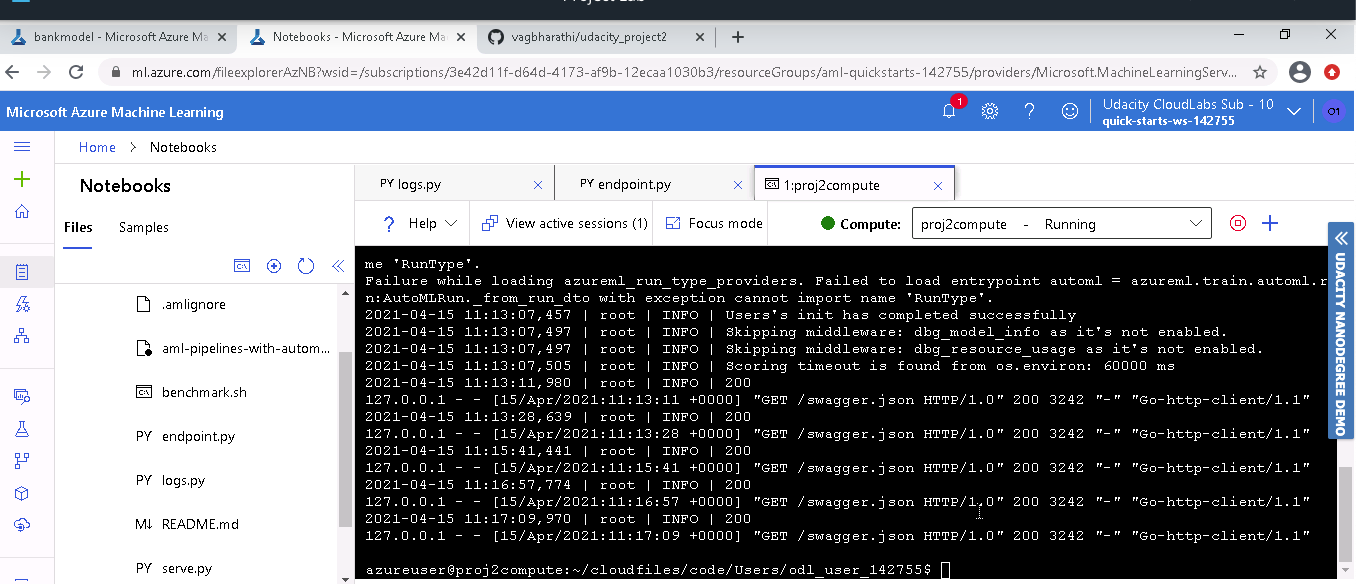 Project Lab
bankmodel - Microsoft Azure Ma
Notebooks - Microsoft Azure Ma
vagbharathi/udacity_project2
ml.azure.com/fileexplorerAzNB?wsid=/subscriptions/3e42d11f-d64d-4173-af9b-12ecaa1030b3/resourceGroups/aml-quickstarts-142755/providers/Microsoft.MachineLearningServ...
Microsoft Azure Machine Learning
1
Udacity CloudLabs Sub - 10
quick-starts-ws-142755
O1
Home > Notebooks
Notebooks
Files Samples
.amlignore
aml-pipelines-with-autom...
benchmark.sh
PY endpoint.py
PY logs.py
M↓ README.md
PY serve.py
PY logs.py
PY endpoint.py
1:proj2compute
? Help
View active sessions (1)
Focus mode
Compute: proj2compute - Running
me 'RunType'.
Failure while loading azureml_run_type_providers. Failed to load entrypoint automl = azureml.train.automl.r
n:AutoMLRun._from_run_dto with exception cannot import name 'RunType'.
2021-04-15 11:13:07,457 | root | INFO | Users's init has completed successfully
2021-04-15 11:13:07,497 | root | INFO | Skipping middleware: dbg_model_info as it's not enabled.
2021-04-15 11:13:07,497 | root | INFO | Skipping middleware: dbg_resource_usage as it's not enabled.
2021-04-15 11:13:07,505 | root | INFO | Scoring timeout is found from os.environ: 60000 ms
2021-04-15 11:13:11,980 | root | INFO | 200
127.0.0.1 - - [15/Apr/2021:11:13:11 +0000] "GET /swagger.json HTTP/1.0" 200 3242 "-" "Go-http-client/1.1"
2021-04-15 11:13:28,639 | root | INFO | 200
127.0.0.1 - - [15/Apr/2021:11:13:28 +0000] "GET /swagger.json HTTP/1.0" 200 3242 "-" "Go-http-client/1.1"
2021-04-15 11:15:41,441 | root | INFO | 200
127.0.0.1 - - [15/Apr/2021:11:15:41 +0000] "GET /swagger.json HTTP/1.0" 200 3242 "-" "Go-http-client/1.1"
2021-04-15 11:16:57,774 | root | INFO | 200
127.0.0.1 - - [15/Apr/2021:11:16:57 +0000] "GET /swagger.json HTTP/1.0" 200 3242 "-" "Go-http-client/1.1"
2021-04-15 11:17:09,970 | root | INFO | 200
127.0.0.1 - - [15/Apr/2021:11:17:09 +0000] "GET /swagger.json HTTP/1.0" 200 3242 "-" "Go-http-client/1.1"
azureuser@proj2compute:~/cloudfiles/code/Users/odl_user_142755$
UDACITY NANODEGREE DEMO